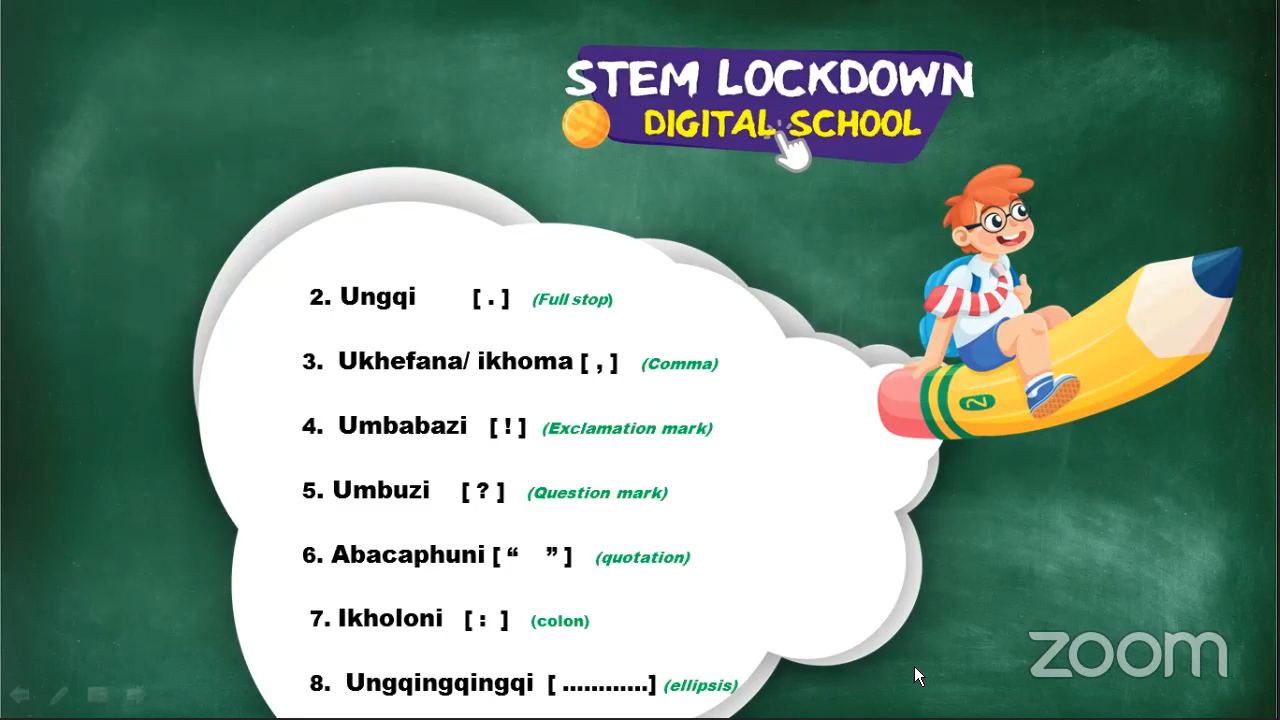 STEM LOCKDOWN
DIGITAL SCHOOL
2. Ungqi [ . ] (Full stop)
3. Ukhefana/ ikhoma [ , ] (Comma)
4. Umbabazi [ ! ] (Exclamation mark)
5. Umbuzi [ ? ] (Question mark)
6. Abacaphuni [ “ ” ] (quotation)
7. Ikholoni [ : ] (colon)
8. Ungqingqingqi [ ............] (ellipsis)
2
zoom